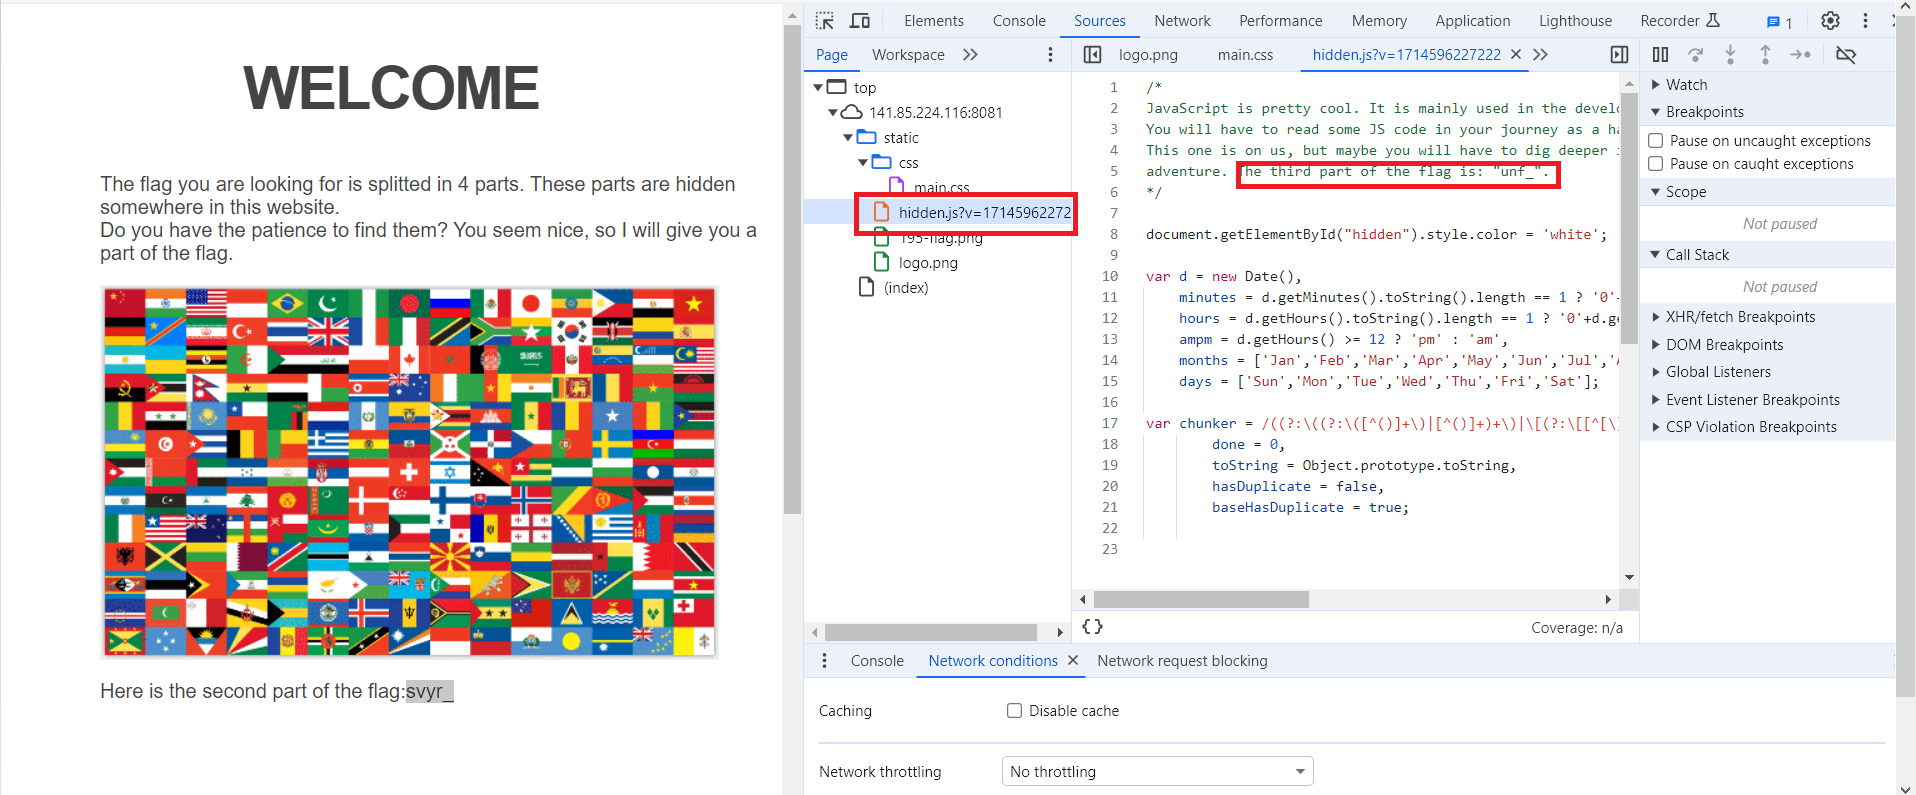 WELCOME
The flag you are looking for is splitted in 4 parts. These parts are hidden
somewhere in this website.
Do you have the patience to find them? You seem nice, so I will give you a
part of the flag.
Here is the second part of the flag:svyr_
Elements Console Sources Network Performance Memory Application Lighthouse Recorder 1
Page Workspace
top
141.85.224.116:8081
static
css
main.css
hidden.js?v=17145962272
195-flag.png
logo.png
(index)
logo.png main.css hidden.js?v=1714596227222
1 /*
2 JavaScript is pretty cool. It is mainly used in the develo
3 You will have to read some JS code in your journey as a ha
4 This one is on us, but maybe you will have to dig deeper i
5 adventure. The third part of the flag is: "unf_".
6 */
7
8 document.getElementById("hidden").style.color = 'white';
9
10 var d = new Date(),
11 minutes = d.getMinutes().toString().length == 1 ? '0'+
12 hours = d.getHours().toString().length == 1 ? '0'+d.ge
13 ampm = d.getHours() >= 12 ? 'pm' : 'am',
14 months = ['Jan','Feb','Mar','Apr','May','Jun','Jul','A
15 days = ['Sun','Mon','Tue','Wed','Thu','Fri','Sat'];
16
17 var chunker = /((?:\((?:\([^()]+\)|[^()]+)+\)|\[(?:\[[^[\]
18 done = 0,
19 toString = Object.prototype.toString,
20 hasDuplicate = false,
21 baseHasDuplicate = true;
22
23
{} Coverage: n/a
Watch
Breakpoints
Pause on uncaught exceptions
Pause on caught exceptions
Scope
Not paused
Call Stack
Not paused
XHR/fetch Breakpoints
DOM Breakpoints
Global Listeners
Event Listener Breakpoints
CSP Violation Breakpoints
Console Network conditions Network request blocking
Caching Disable cache
Network throttling No throttling